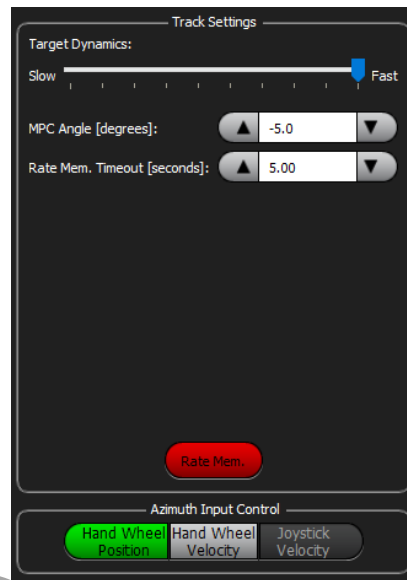 Track Settings
Target Dynamics:
Slow Fast
MPC Angle [degrees]: -5.0
Rate Mem. Timeout [seconds]: 5.00
Rate Mem.
Azimuth Input Control
Hand Wheel Hand Wheel Joystick
Position Velocity Velocity